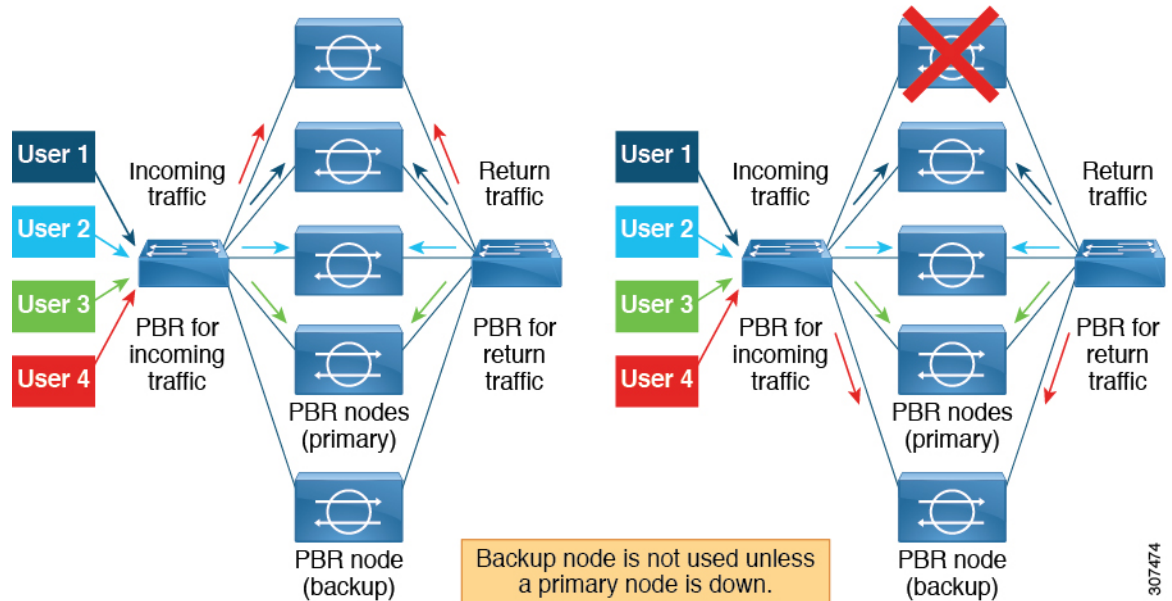 User 1
User 2
User 3
User 4
Incoming
traffic
Return
traffic
PBR for
incoming
traffic
PBR for
return
traffic
PBR nodes
(primary)
PBR node
(backup)
User 1
User 2
User 3
User 4
Incoming
traffic
Return
traffic
PBR for
incoming
traffic
PBR for
return
traffic
PBR nodes
(primary)
PBR node
(backup)
Backup node is not used unless
a primary node is down.
307474